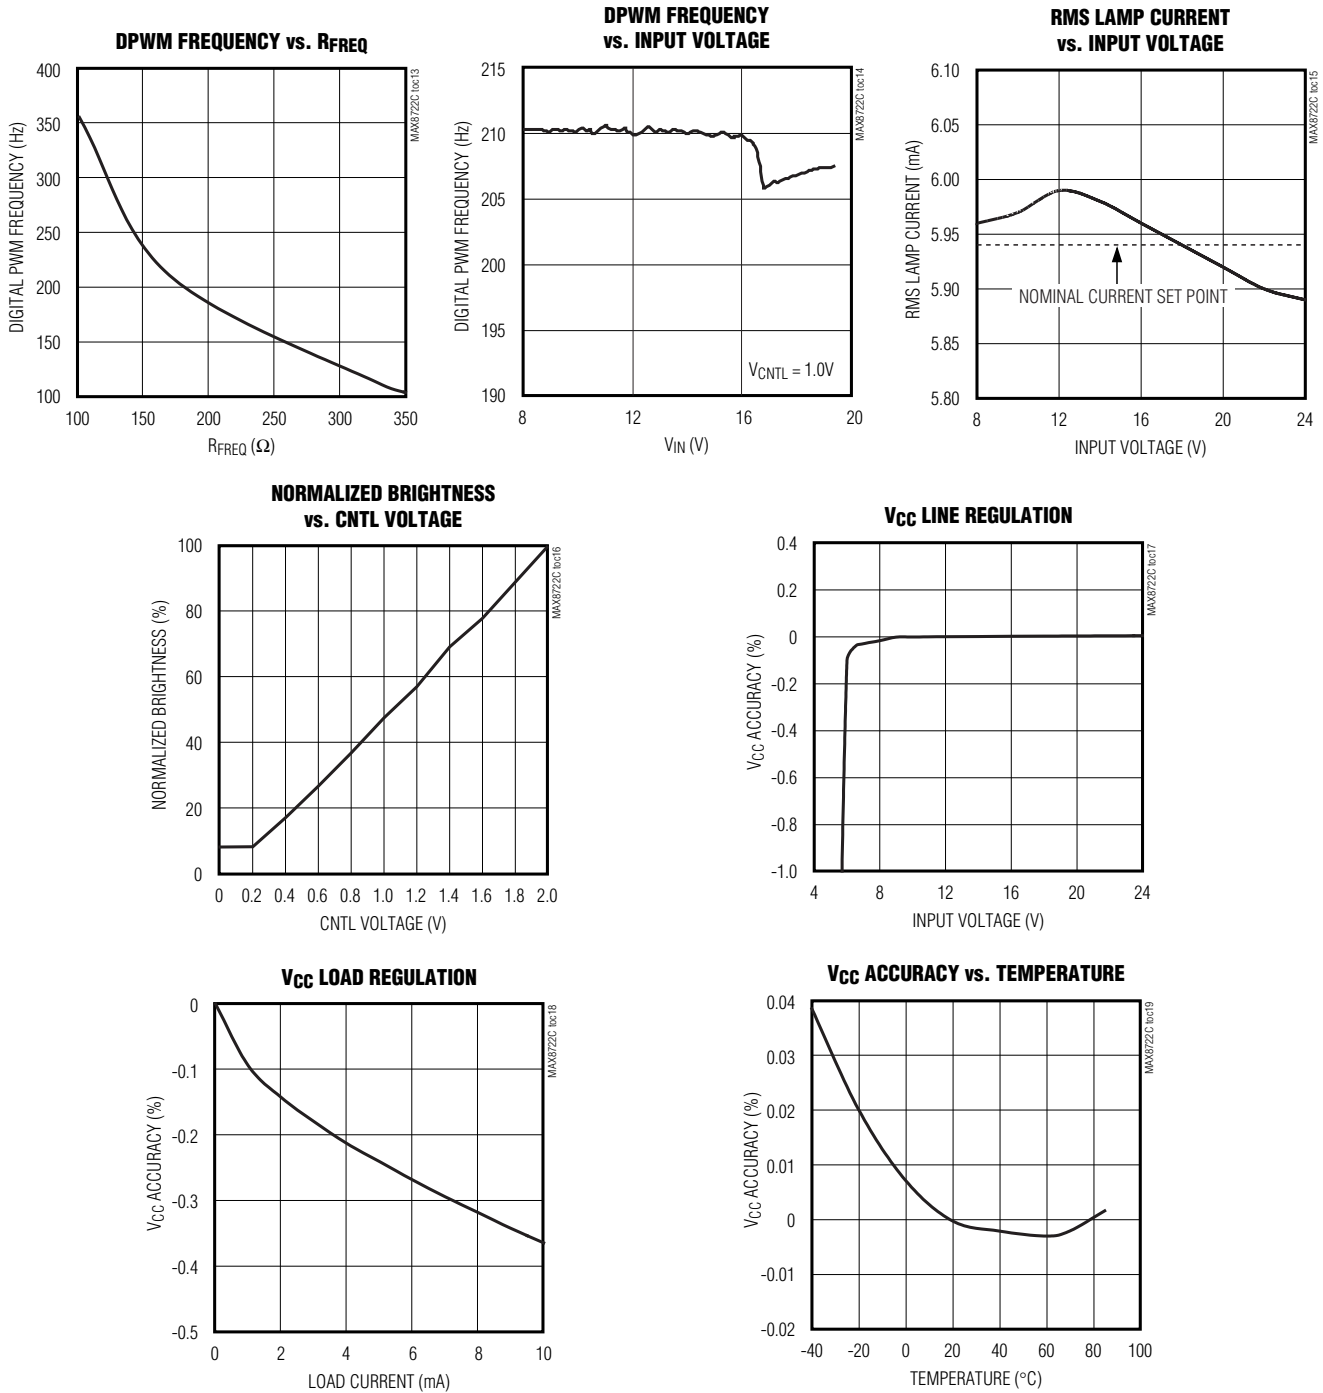 DPWM FREQUENCY vs. RFREQ
400
350
300
250
200
150
100
DIGITAL PWM FREQUENCY (Hz)
100 150 200 250 300 350
RFREQ (Ω)
MAX8722C toc13
DPWM FREQUENCY
vs. INPUT VOLTAGE
215
210
205
200
195
190
DIGITAL PWM FREQUENCY (Hz)
VCNTL = 1.0V
8 12 16 20
VIN (V)
MAX8722C toc14
RMS LAMP CURRENT
vs. INPUT VOLTAGE
6.10
6.05
6.00
5.95
5.90
5.85
5.80
RMS LAMP CURRENT (mA)
NOMINAL CURRENT SET POINT
8 12 16 20 24
INPUT VOLTAGE (V)
MAX8722C toc15
NORMALIZED BRIGHTNESS
vs. CNTL VOLTAGE
100
80
60
40
20
0
NORMALIZED BRIGHTNESS (%)
0 0.2 0.4 0.6 0.8 1.0 1.2 1.4 1.6 1.8 2.0
CNTL VOLTAGE (V)
MAX8722C toc16
VCC LINE REGULATION
0.4
0.2
0
-0.2
-0.4
-0.6
-0.8
-1.0
VCC ACCURACY (%)
4 8 12 16 20 24
INPUT VOLTAGE (V)
MAX8722C toc17
VCC LOAD REGULATION
0
-0.1
-0.2
-0.3
-0.4
-0.5
VCC ACCURACY (%)
0 2 4 6 8 10
LOAD CURRENT (mA)
MAX8722C toc18
VCC ACCURACY vs. TEMPERATURE
0.04
0.03
0.02
0.01
0
-0.01
-0.02
VCC ACCURACY (%)
-40 -20 0 20 40 60 80 100
TEMPERATURE (°C)
MAX8722C toc19